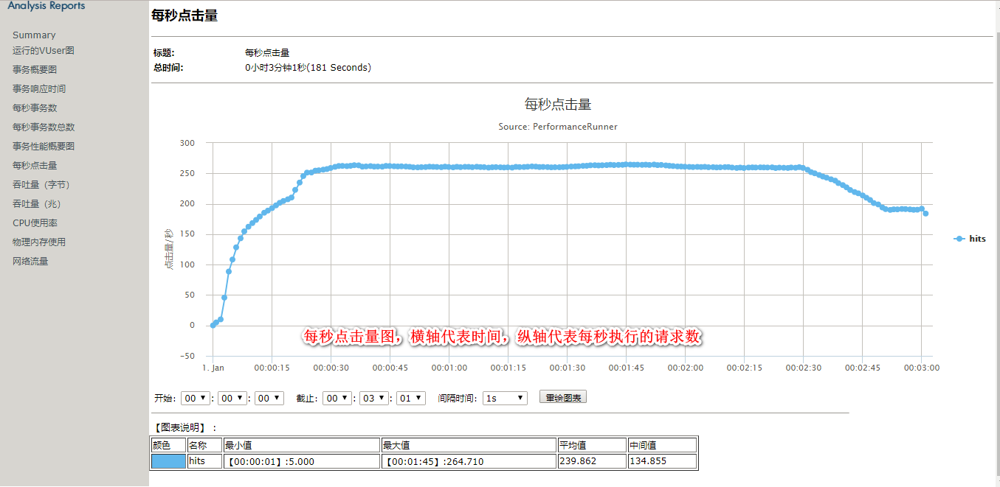 Analysis Reports
Summary
运行的VUser图
事务概要图
事务响应时间
每秒事务数
每秒事务数总数
事务性能概要图
每秒点击量
吞吐量（字节）
吞吐量（兆）
CPU使用率
物理内存使用
网络流量
每秒点击量
标题: 每秒点击量
总时间: 0小时3分钟1秒(181 Seconds)
每秒点击量
Source: PerformanceRunner
点击量/秒
300
250
200
150
100
50
0
-50
hits
每秒点击量图，横轴代表时间，纵轴代表每秒执行的请求数
1. Jan 00:00:15 00:00:30 00:00:45 00:01:00 00:01:15 00:01:30 00:01:45 00:02:00 00:02:15 00:02:30 00:02:45 00:03:00
开始: 00 : 00 : 00 截止: 00 : 03 : 01 间隔时间: 1s 重绘图表
【图表说明】：
颜色 名称 最小值 最大值 平均值 中间值
hits 【00:00:01】:5.000 【00:01:45】:264.710 239.862 134.855